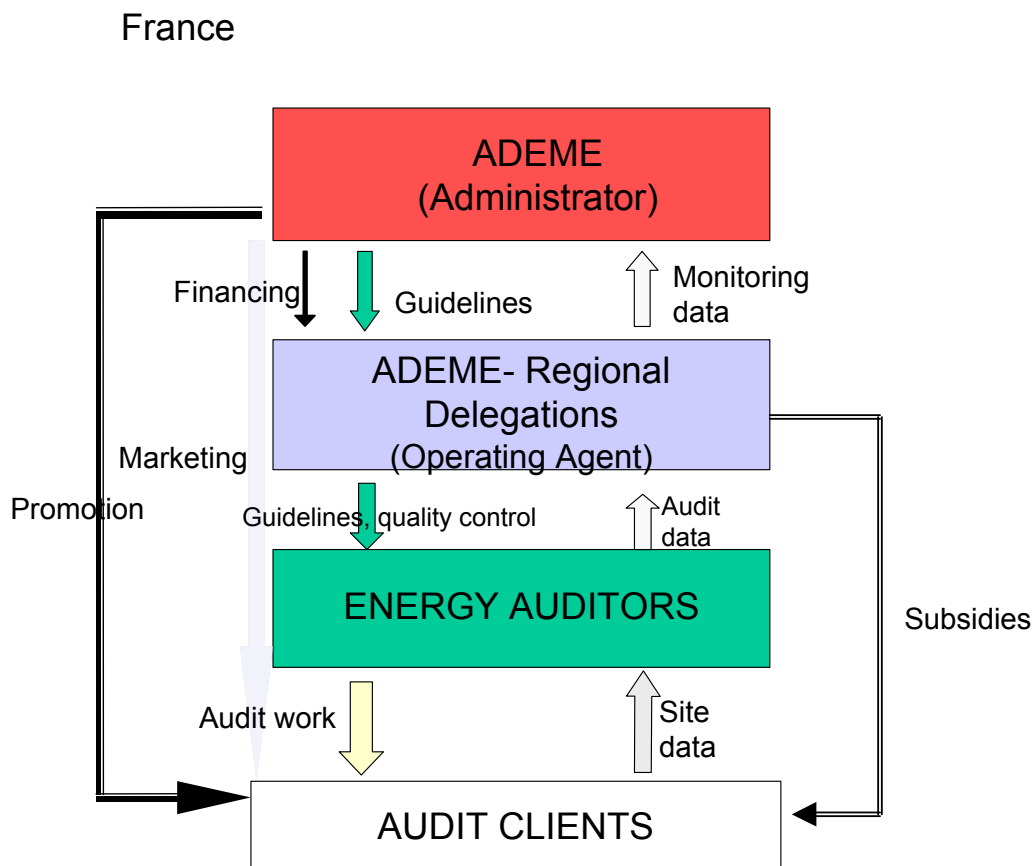 France
ADEME
(Administrator)
Financing
Guidelines
Monitoring
data
ADEME- Regional
Delegations
(Operating Agent)
Marketing
Promotion
Guidelines, quality control
Audit
data
ENERGY AUDITORS
Subsidies
Audit work
Site
data
AUDIT CLIENTS